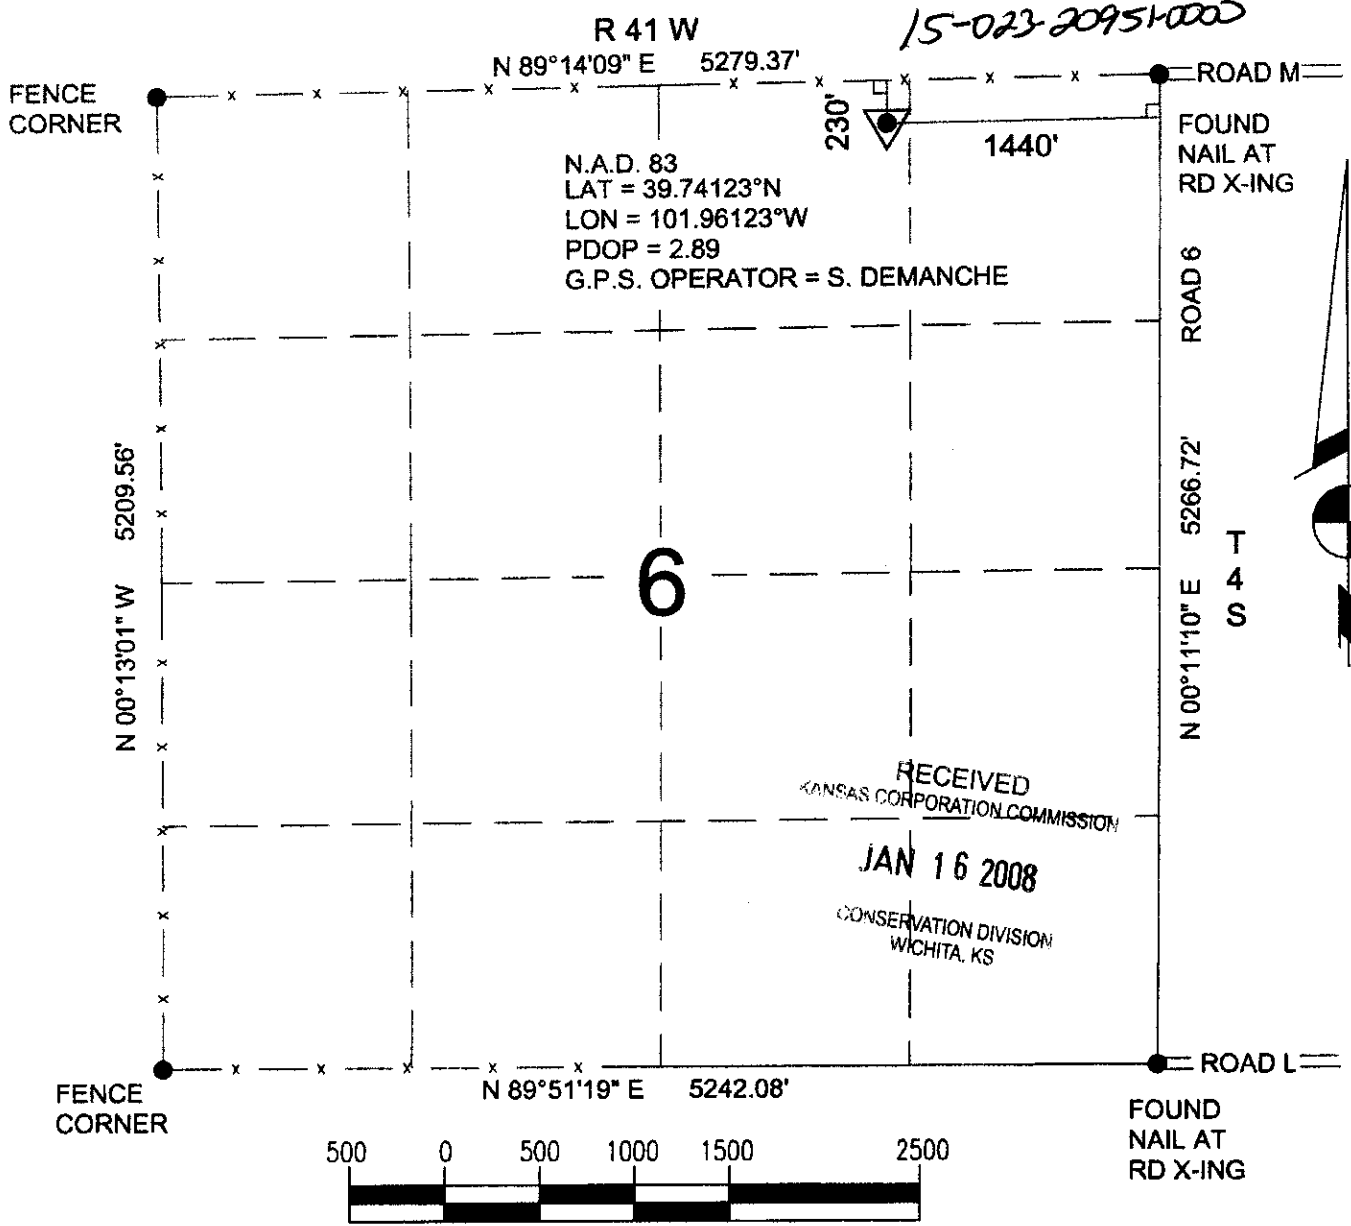 15-023-20951-0000
R 41 W
N 89°14'09" E 5279.37'
FENCE
CORNER
ROAD M
230'
1440'
FOUND
NAIL AT
RD X-ING
N.A.D. 83
LAT = 39.74123°N
LON = 101.96123°W
PDOP = 2.89
G.P.S. OPERATOR = S. DEMANCHE
ROAD 6
N 00°13'01" W 5209.56'
N 00°11'10" E 5266.72'
T
4
S
6
RECEIVED
KANSAS CORPORATION COMMISSION
JAN 16 2008
CONSERVATION DIVISION
WICHITA, KS
ROAD L
N 89°51'19" E 5242.08'
FENCE
CORNER
FOUND
NAIL AT
RD X-ING
500 0 500 1000 1500 2500